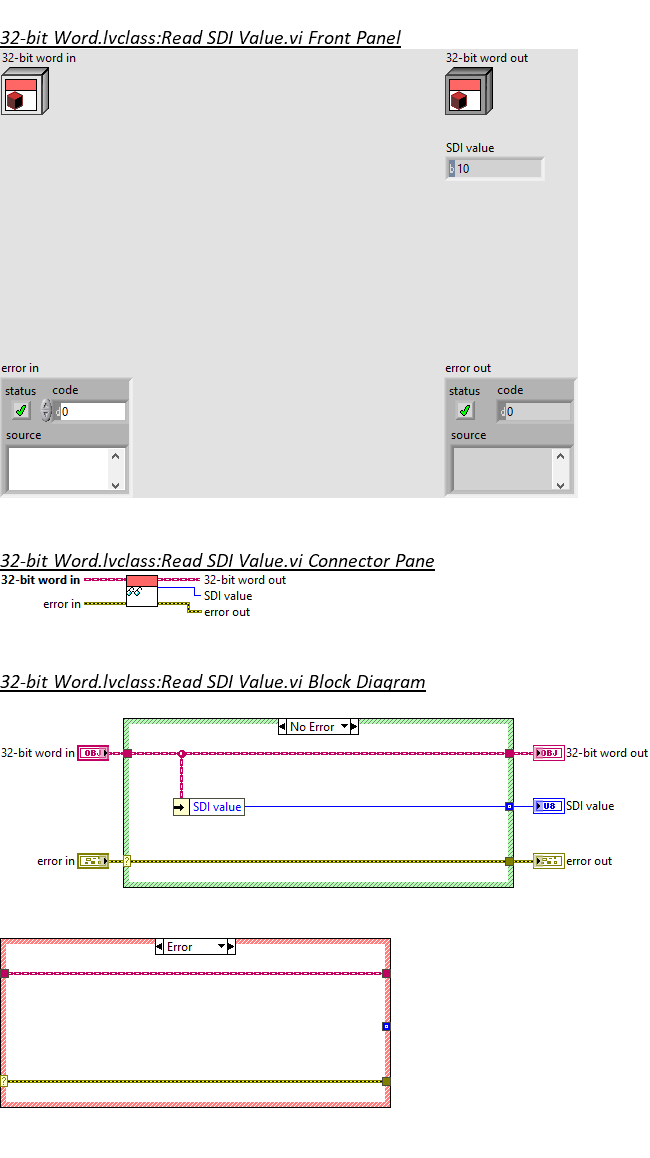 32-bit Word.lvclass:Read SDI Value.vi Front Panel
32-bit word in
32-bit word out
SDI value
b 10
error in
error out
status code
status code
d 0
d 0
source
source
32-bit Word.lvclass:Read SDI Value.vi Connector Pane
32-bit word in
32-bit word out
SDI value
error in
error out
32-bit Word.lvclass:Read SDI Value.vi Block Diagram
No Error
32-bit word in OBJ
OBJ 32-bit word out
SDI value
U8 SDI value
error in
?
error out
Error
?